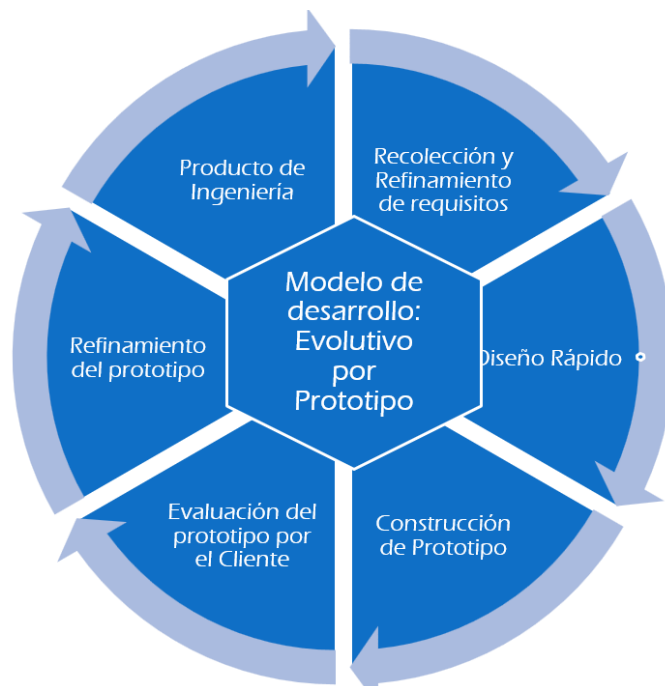 Modelo de
desarrollo:
Evolutivo
por
Prototipo
Recolección y
Refinamiento
de requisitos
Diseño Rápido
Construcción
de Prototipo
Evaluación del
prototipo por
el Cliente
Refinamiento
del prototipo
Producto de
Ingeniería